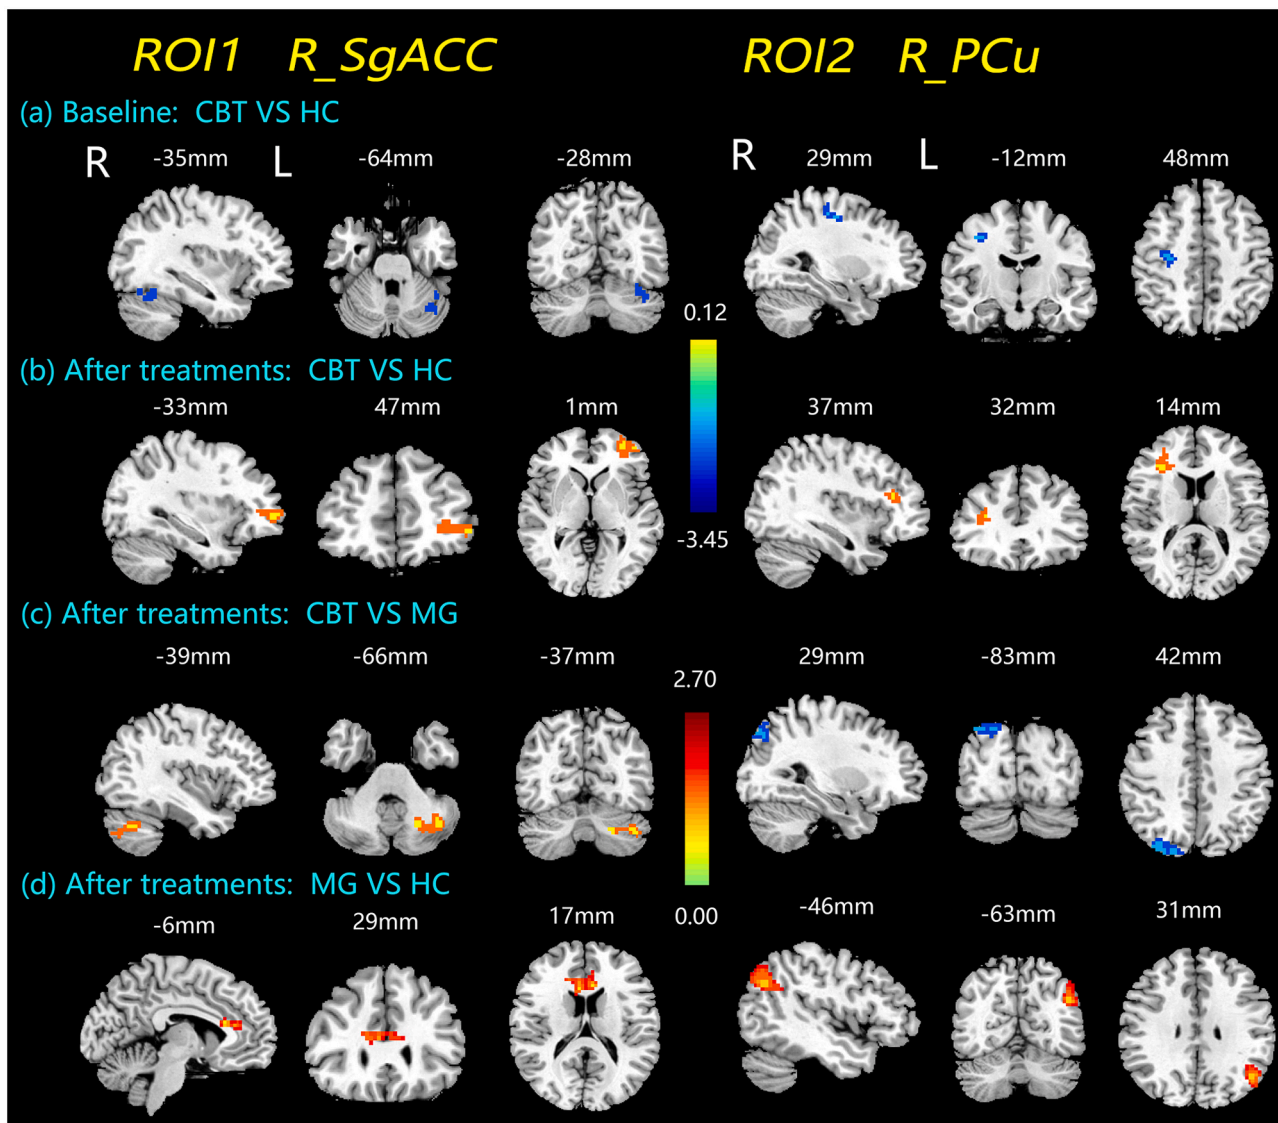 ROI1 R_SgACC ROI2 R_PCu
(a) Baseline: CBT VS HC
R -35mm L -64mm -28mm R 29mm L -12mm 48mm
0.12
(b) After treatments: CBT VS HC
-33mm 47mm 1mm 37mm 32mm 14mm
-3.45
(c) After treatments: CBT VS MG
-39mm -66mm -37mm 29mm -83mm 42mm
2.70
(d) After treatments: MG VS HC
0.00
-6mm 29mm 17mm -46mm -63mm 31mm